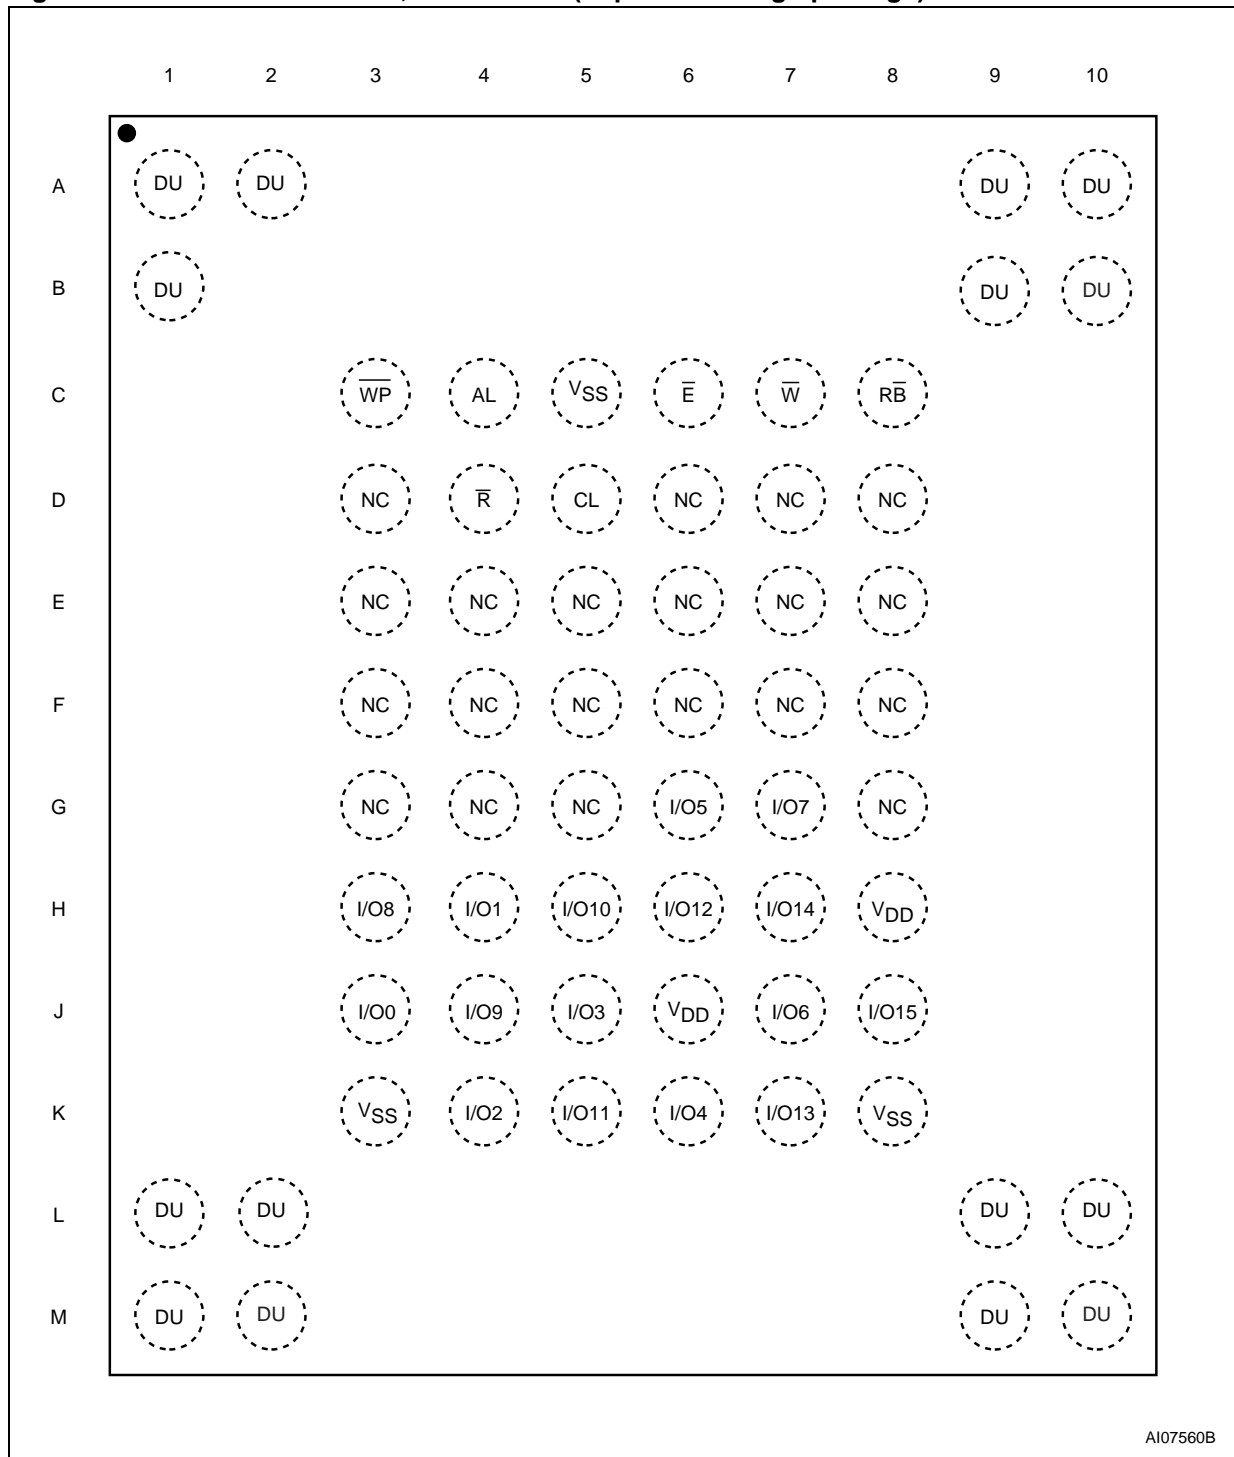 1 2 3 4 5 6 7 8 9 10
A DU DU DU DU
B DU DU DU
C W̅P̅ AL VSS E̅ W̅ RB̅
D NC R̅ CL NC NC NC
E NC NC NC NC NC NC
F NC NC NC NC NC NC
G NC NC NC I/O5 I/O7 NC
H I/O8 I/O1 I/O10 I/O12 I/O14 VDD
J I/O0 I/O9 I/O3 VDD I/O6 I/O15
K VSS I/O2 I/O11 I/O4 I/O13 VSS
L DU DU DU DU
M DU DU DU DU
AI07560B